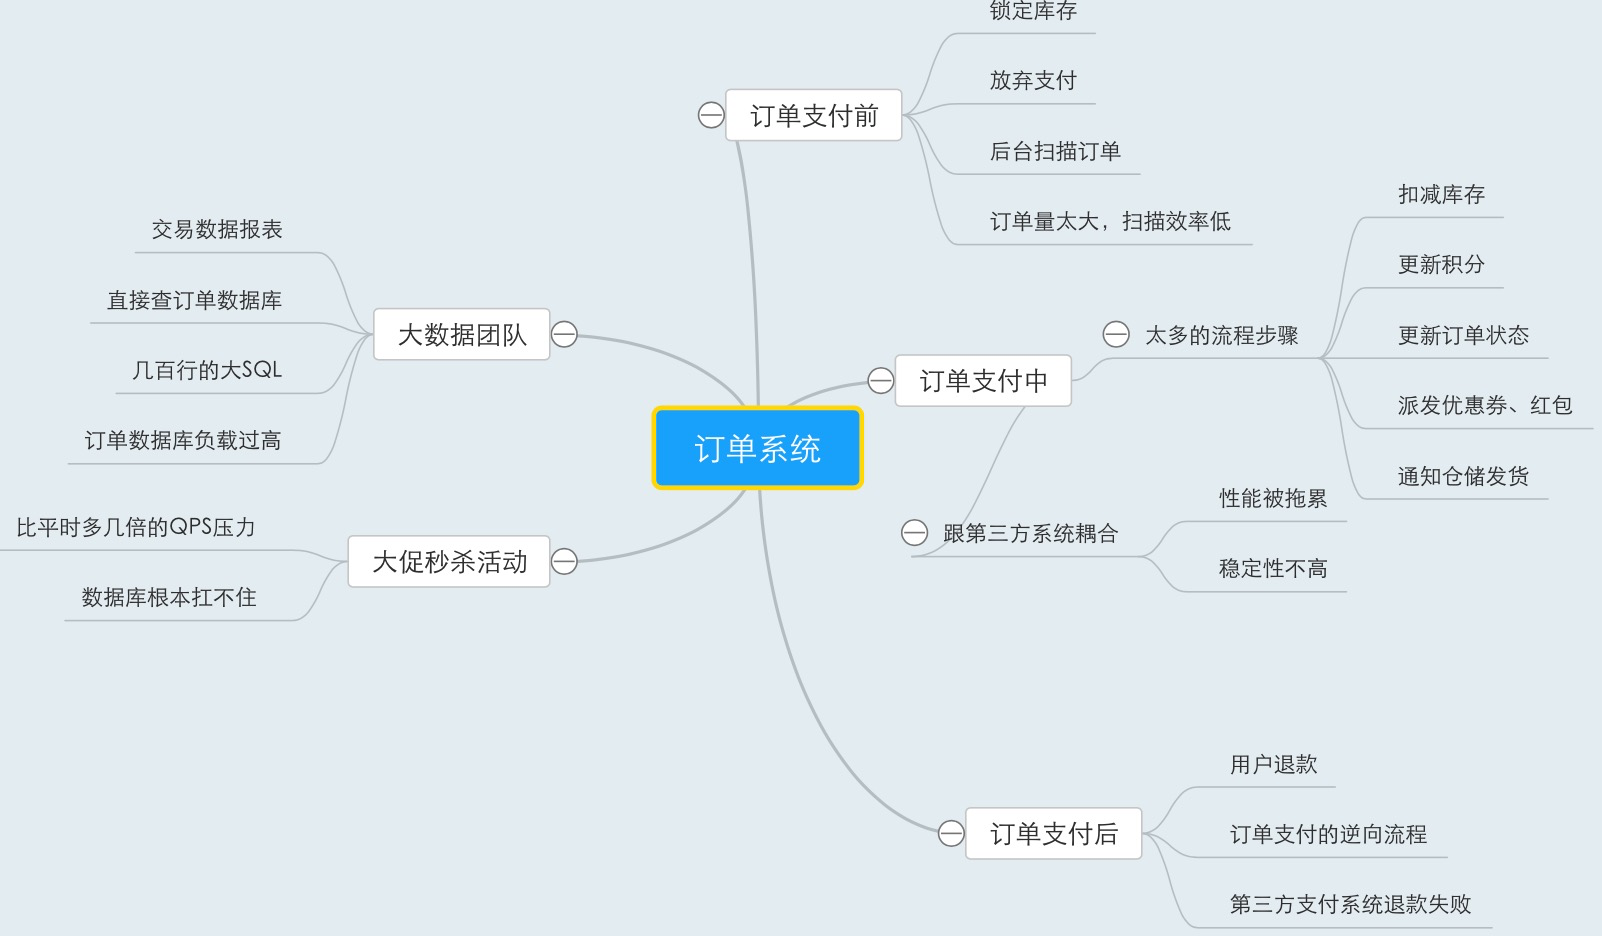 订单系统
订单支付前
锁定库存
放弃支付
后台扫描订单
订单量太大，扫描效率低
订单支付中
太多的流程步骤
扣减库存
更新积分
更新订单状态
派发优惠券、红包
通知仓储发货
跟第三方系统耦合
性能被拖累
稳定性不高
订单支付后
用户退款
订单支付的逆向流程
第三方支付系统退款失败
大数据团队
交易数据报表
直接查订单数据库
几百行的大SQL
订单数据库负载过高
大促秒杀活动
比平时多几倍的QPS压力
数据库根本扛不住